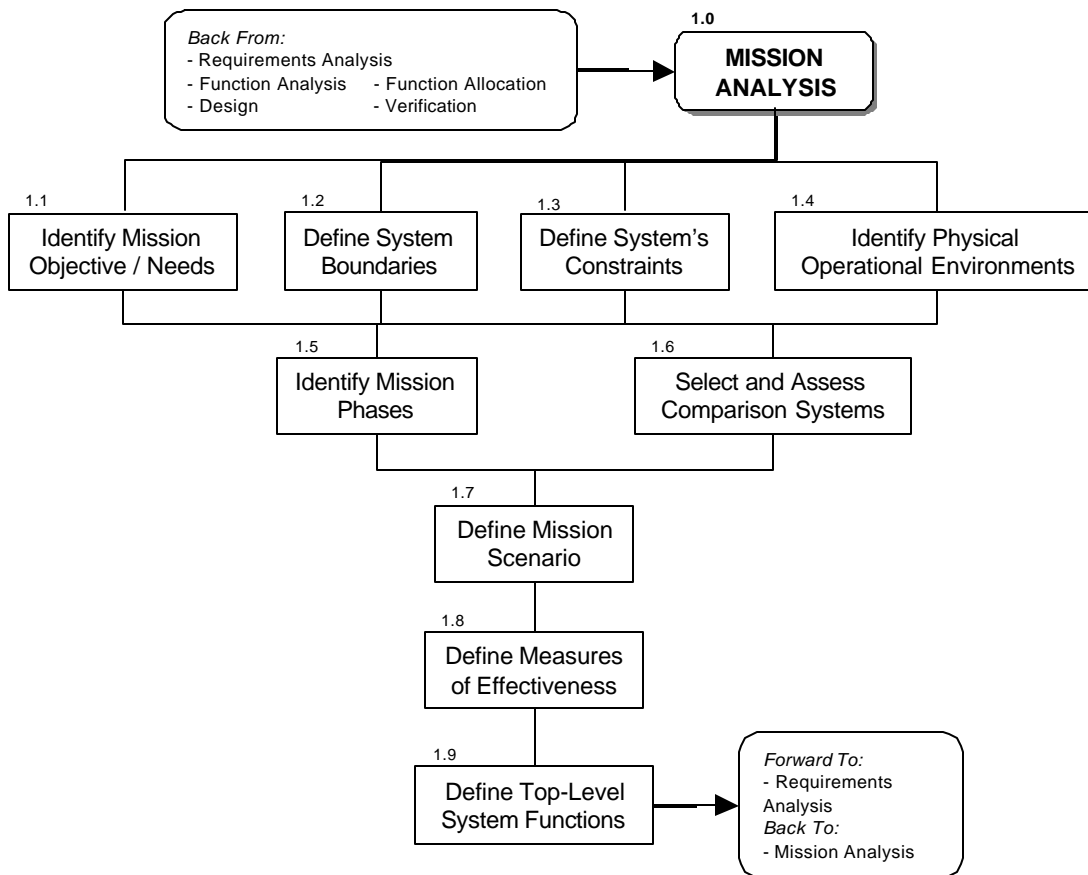 1.0
Back From:
- Requirements Analysis
- Function Analysis - Function Allocation
- Design - Verification
MISSION
ANALYSIS
1.1
Identify Mission
Objective / Needs
1.2
Define System
Boundaries
1.3
Define System's
Constraints
1.4
Identify Physical
Operational Environments
1.5
Identify Mission
Phases
1.6
Select and Assess
Comparison Systems
1.7
Define Mission
Scenario
1.8
Define Measures
of Effectiveness
1.9
Define Top-Level
System Functions
Forward To:
- Requirements
Analysis
Back To:
- Mission Analysis